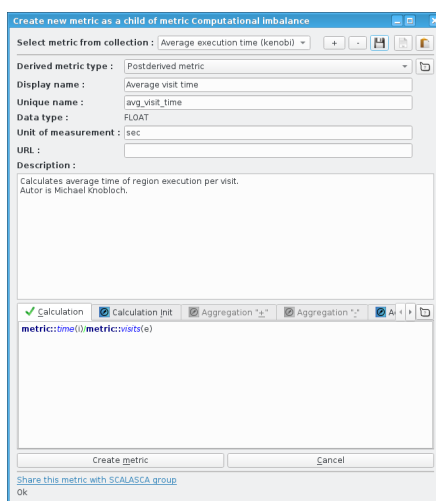 Create new metric as a child of metric Computational imbalance
Select metric from collection : Average execution time (kenobi) + -
Derived metric type : Postderived metric
Display name : Average visit time
Unique name : avg_visit_time
Data type : FLOAT
Unit of measurement : sec
URL :
Description :
Calculates average time of region execution per visit.
Autor is Michael Knobloch.
Calculation Calculation Init Aggregation "+" Aggregation "-" A
metric::time(i)/metric::visits(e)
Create metric Cancel
Share this metric with SCALASCA group
Ok